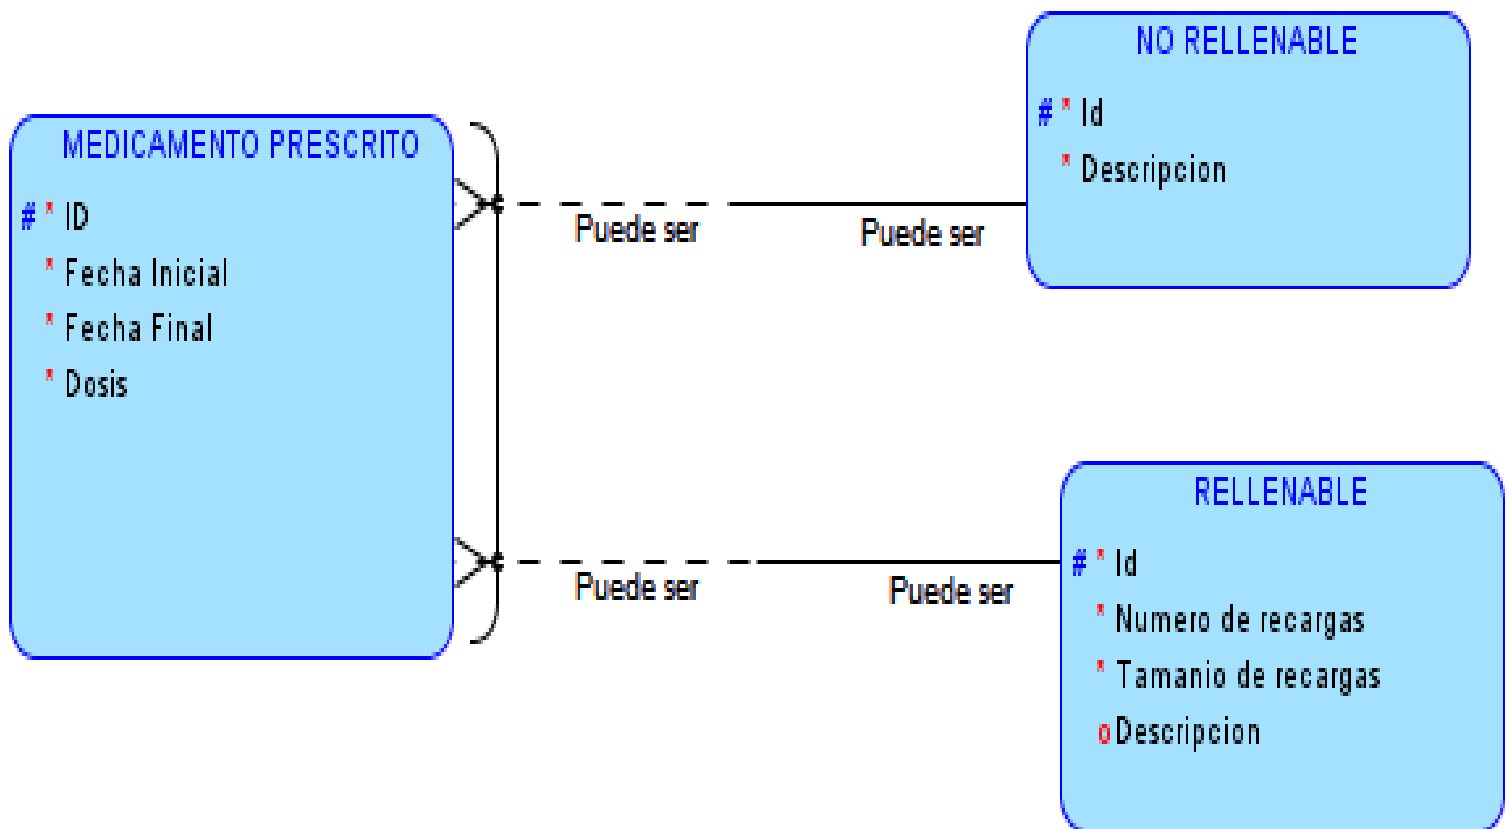 MEDICAMENTO PRESCRITO
# * ID
* Fecha Inicial
* Fecha Final
* Dosis
Puede ser
Puede ser
NO RELLENABLE
# * Id
* Descripcion
Puede ser
Puede ser
RELLENABLE
# * Id
* Numero de recargas
* Tamanio de recargas
o Descripcion